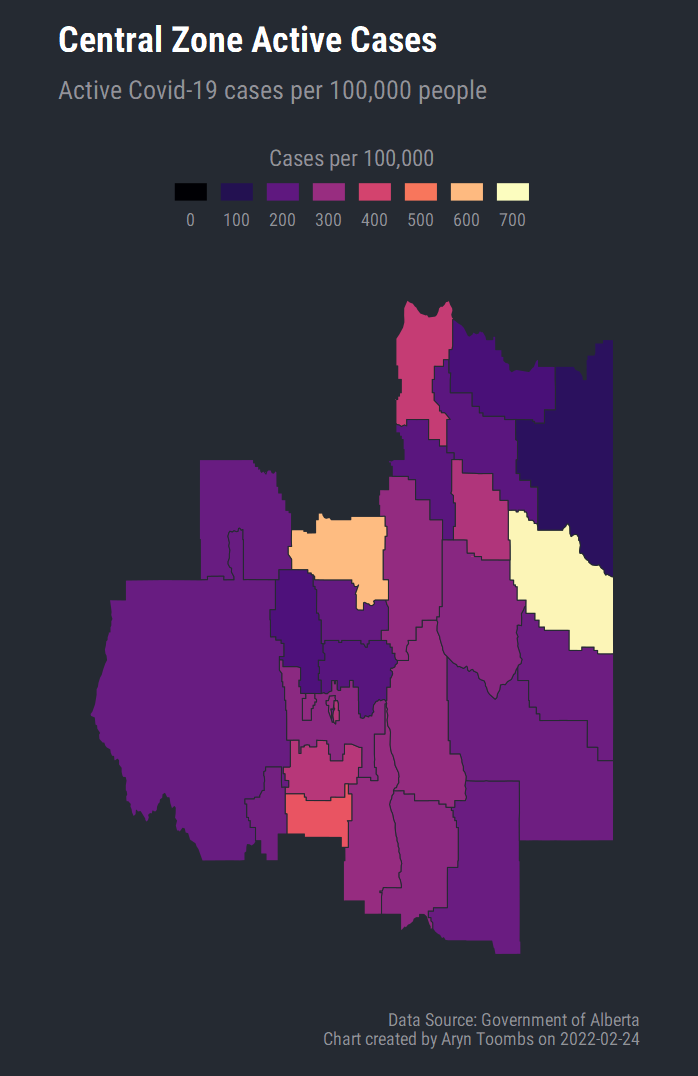 Central Zone Active Cases
Active Covid-19 cases per 100,000 people
Cases per 100,000
0 100 200 300 400 500 600 700
Data Source: Government of Alberta
Chart created by Aryn Toombs on 2022-02-24